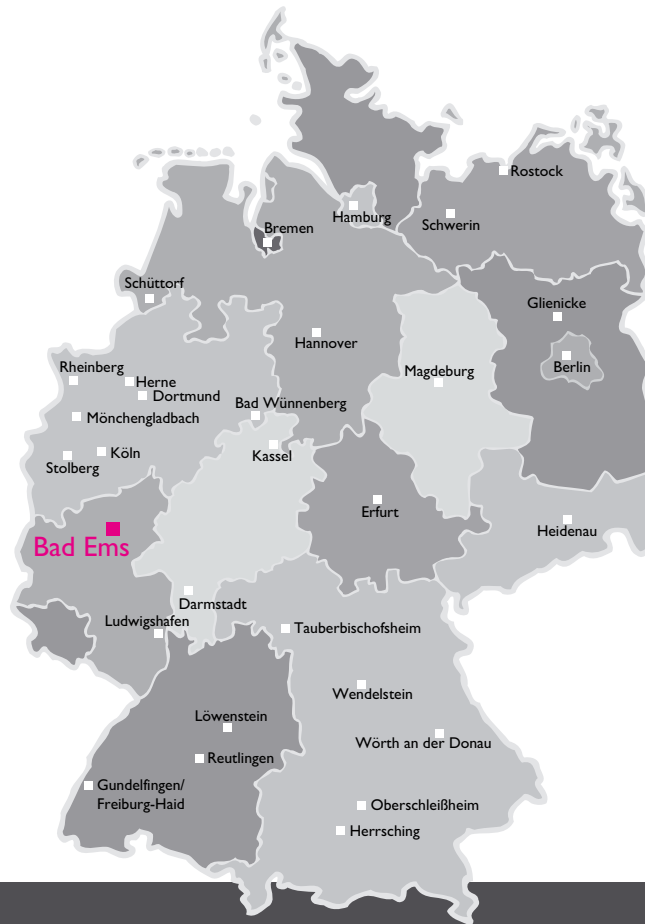 Rostock
Hamburg
Schwerin
Bremen
Schüttorf
Glienicke
Hannover
Berlin
Rheinberg
Magdeburg
Herne
Dortmund
Bad Wünnenberg
Mönchengladbach
Köln
Kassel
Stolberg
Erfurt
Heidenau
Bad Ems
Darmstadt
Ludwigshafen
Tauberbischofsheim
Wendelstein
Löwenstein
Wörth an der Donau
Reutlingen
Gundelfingen/
Freiburg-Haid
Oberschleißheim
Herrsching